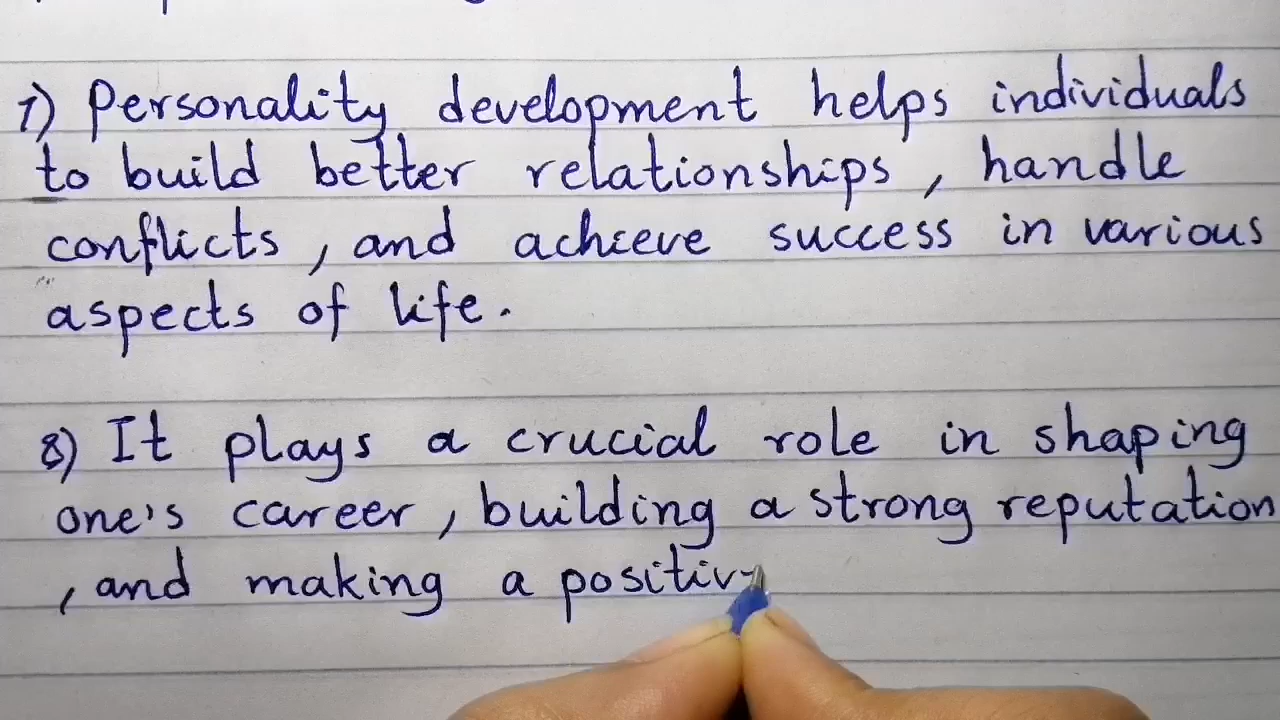 7) Personality development helps individuals
to build better relationships, handle
conflicts, and achieve success in various
aspects of life.
8) It plays a crucial role in shaping
one's career, building a strong reputation
, and making a positiv